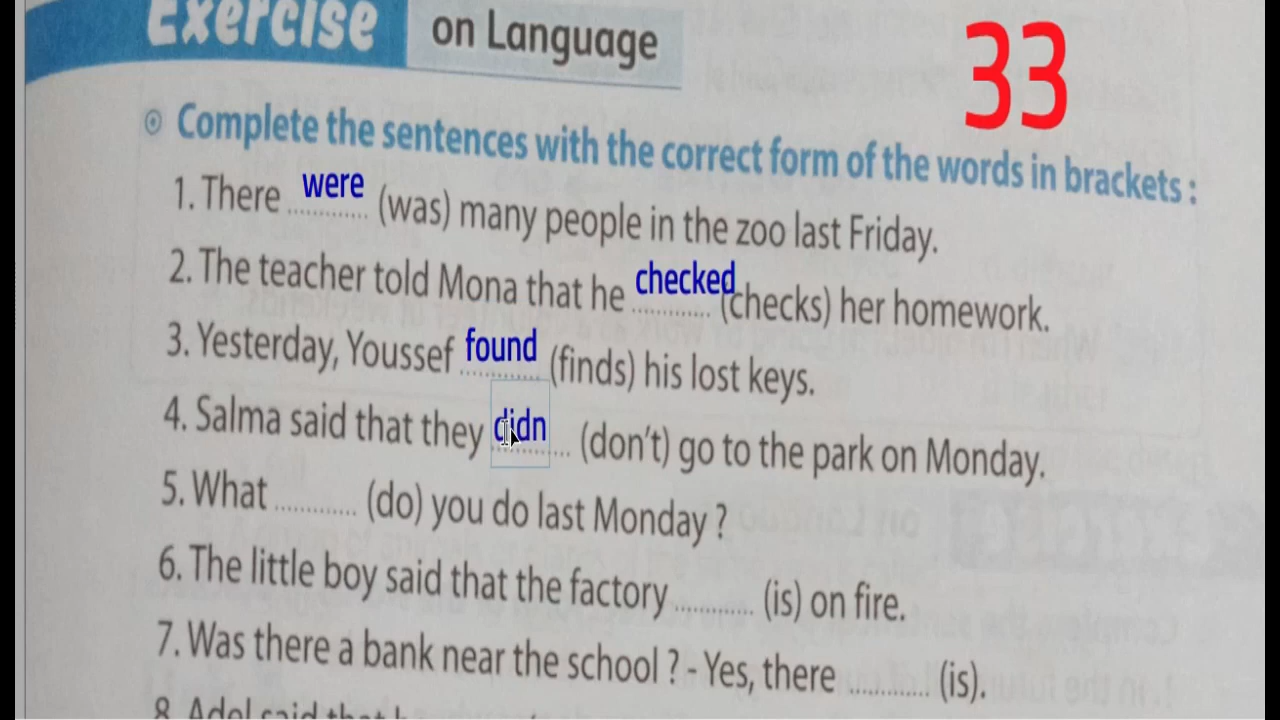 Exercise on Language
33
Complete the sentences with the correct form of the words in brackets :
1. There were (was) many people in the zoo last Friday.
2. The teacher told Mona that he checked (checks) her homework.
3. Yesterday, Youssef found (finds) his lost keys.
4. Salma said that they didn ............ (don't) go to the park on Monday.
5. What ............ (do) you do last Monday ?
6. The little boy said that the factory ............ (is) on fire.
7. Was there a bank near the school ? - Yes, there ............ (is).
8. Adel said that